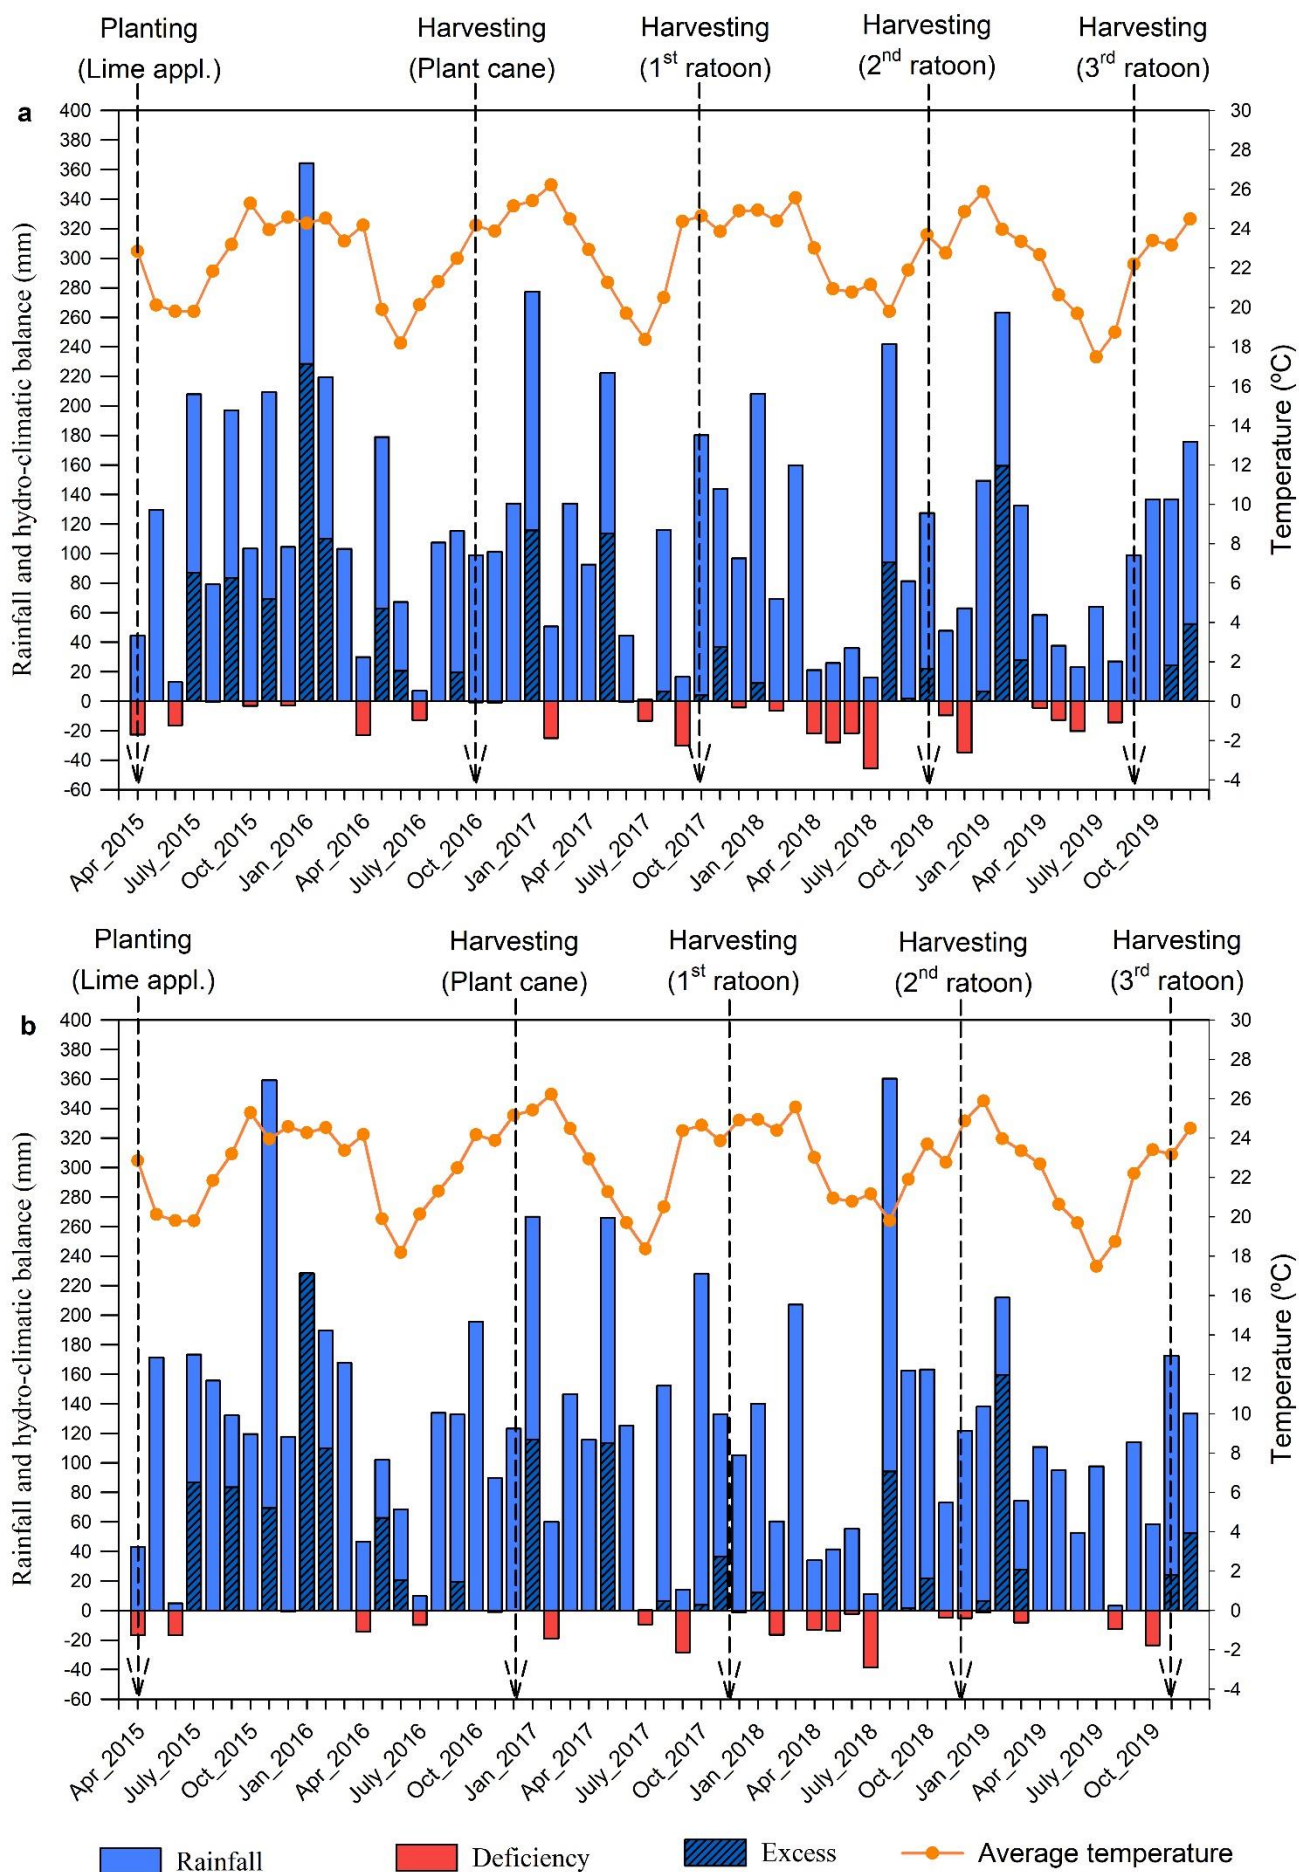 Planting
(Lime appl.)
Harvesting
(Plant cane)
Harvesting
(1st ratoon)
Harvesting
(2nd ratoon)
Harvesting
(3rd ratoon)
a
Rainfall and hydro-climatic balance (mm)
400
380
360
340
320
300
280
260
240
220
200
180
160
140
120
100
80
60
40
20
0
-20
-40
-60
30
28
26
24
22
20
18
16
14
12
10
8
6
4
2
0
-2
-4
Temperature (ºC)
Apr_2015
July_2015
Oct_2015
Jan_2016
Apr_2016
July_2016
Oct_2016
Jan_2017
Apr_2017
July_2017
Oct_2017
Jan_2018
Apr_2018
July_2018
Oct_2018
Jan_2019
Apr_2019
July_2019
Oct_2019
Planting
(Lime appl.)
Harvesting
(Plant cane)
Harvesting
(1st ratoon)
Harvesting
(2nd ratoon)
Harvesting
(3rd ratoon)
b
Rainfall and hydro-climatic balance (mm)
400
380
360
340
320
300
280
260
240
220
200
180
160
140
120
100
80
60
40
20
0
-20
-40
-60
30
28
26
24
22
20
18
16
14
12
10
8
6
4
2
0
-2
-4
Temperature (ºC)
Apr_2015
July_2015
Oct_2015
Jan_2016
Apr_2016
July_2016
Oct_2016
Jan_2017
Apr_2017
July_2017
Oct_2017
Jan_2018
Apr_2018
July_2018
Oct_2018
Jan_2019
Apr_2019
July_2019
Oct_2019
Rainfall
Deficiency
Excess
Average temperature